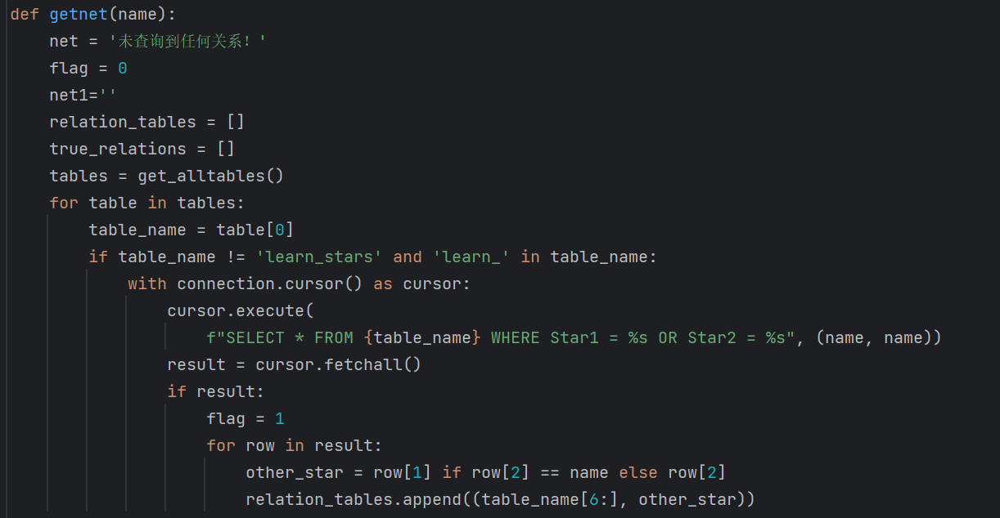 def getnet(name):
    net = '未查询到任何关系！'
    flag = 0
    net1=''
    relation_tables = []
    true_relations = []
    tables = get_alltables()
    for table in tables:
        table_name = table[0]
        if table_name != 'learn_stars' and 'learn_' in table_name:
            with connection.cursor() as cursor:
                cursor.execute(
                    f"SELECT * FROM {table_name} WHERE Star1 = %s OR Star2 = %s", (name, name))
                result = cursor.fetchall()
                if result:
                    flag = 1
                    for row in result:
                        other_star = row[1] if row[2] == name else row[2]
                        relation_tables.append((table_name[6:], other_star))